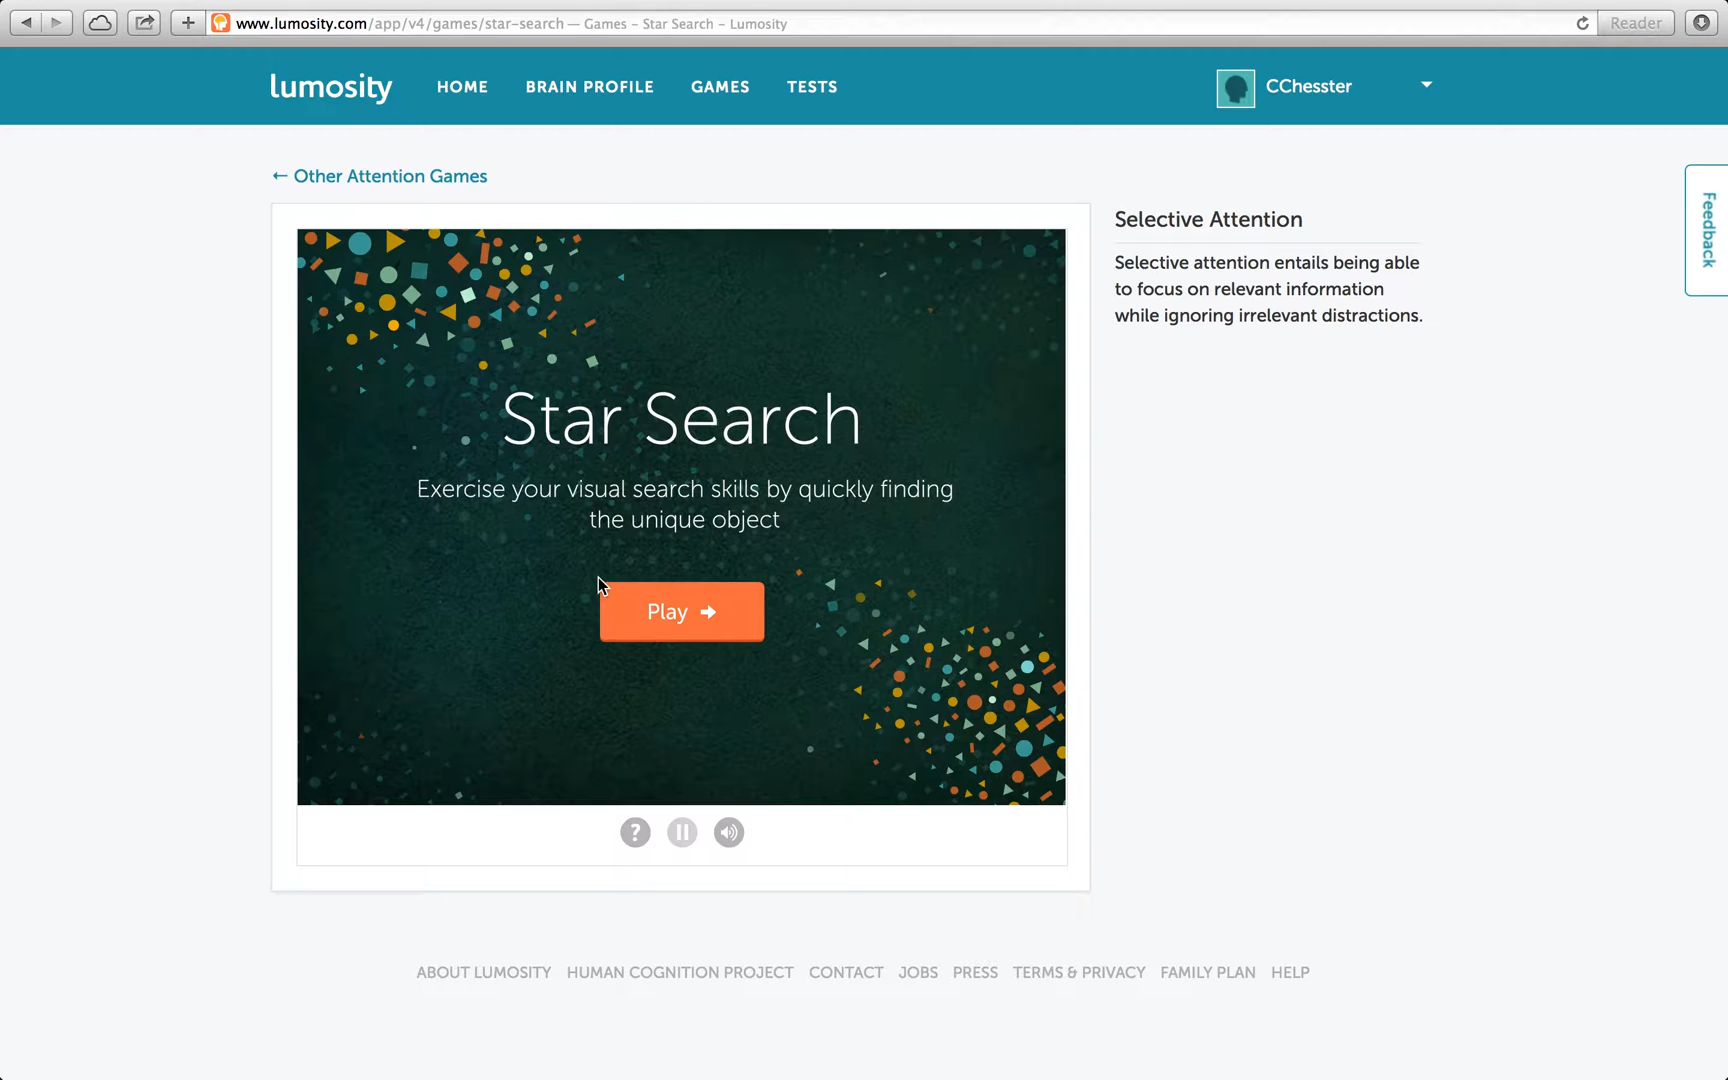 www.lumosity.com/app/v4/games/star-search — Games – Star Search – Lumosity
Reader
lumosity
HOME
BRAIN PROFILE
GAMES
TESTS
CChesster
← Other Attention Games
Feedback
Selective Attention
Selective attention entails being able
to focus on relevant information
while ignoring irrelevant distractions.
Star Search
Exercise your visual search skills by quickly finding
the unique object
Play
?
ABOUT LUMOSITY HUMAN COGNITION PROJECT CONTACT JOBS PRESS TERMS & PRIVACY FAMILY PLAN HELP